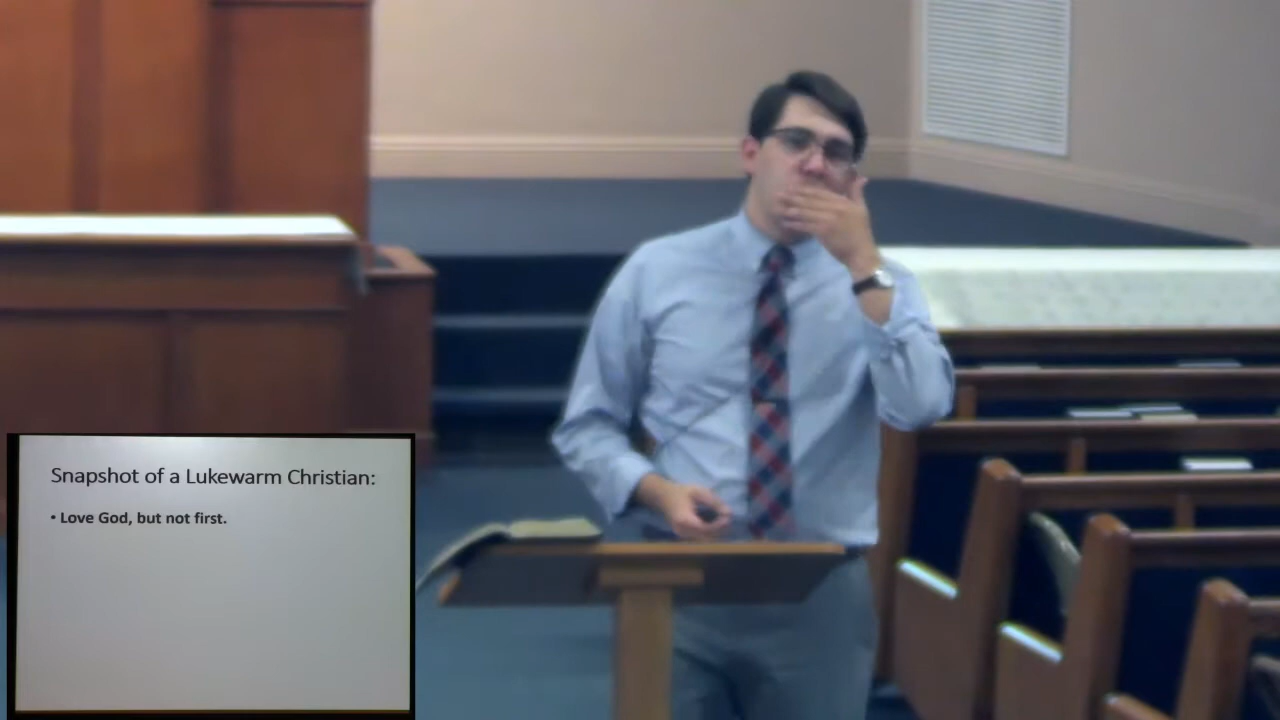 Snapshot of a Lukewarm Christian:
• Love God, but not first.